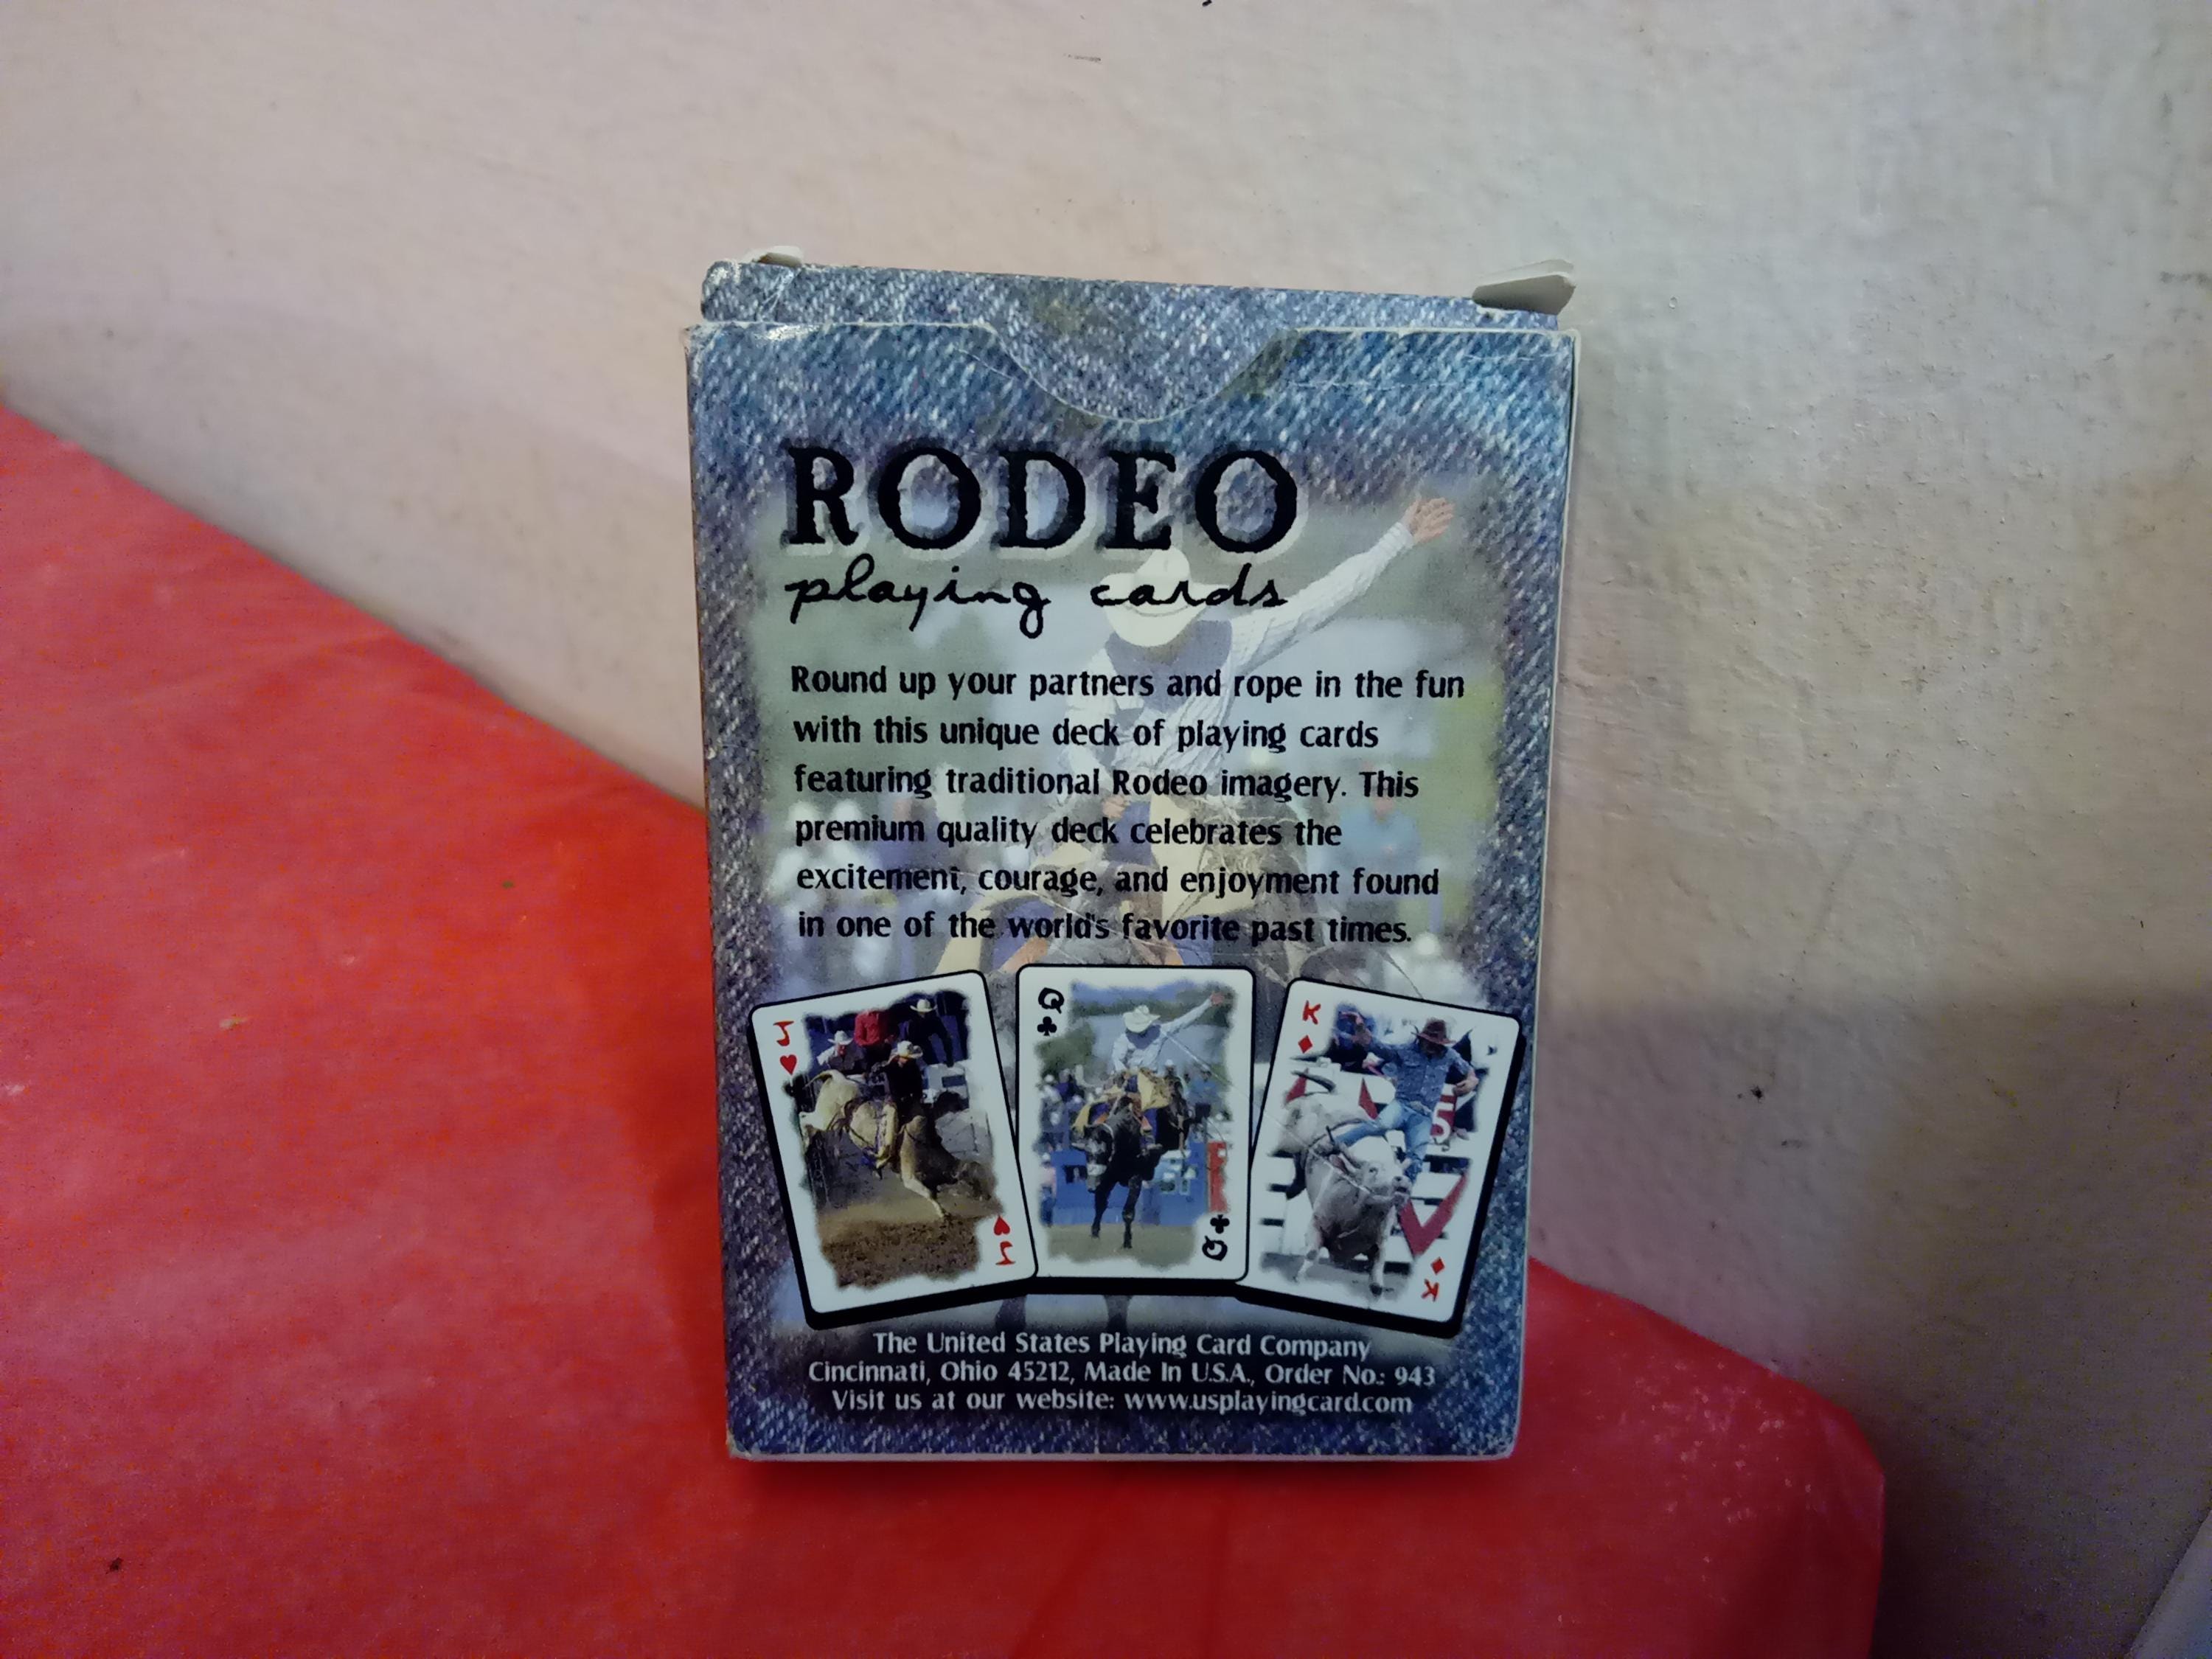 RODEO
playing cards
Round up your partners and rope in the fun
with this unique deck of playing cards
featuring traditional Rodeo imagery. This
premium quality deck celebrates the
excitement, courage, and enjoyment found
in one of the world's favorite past times.
J
J
Q
Q
K
5
K
The United States Playing Card Company
Cincinnati, Ohio 45212, Made In U.S.A., Order No.: 943
Visit us at our website: www.usplayingcard.com